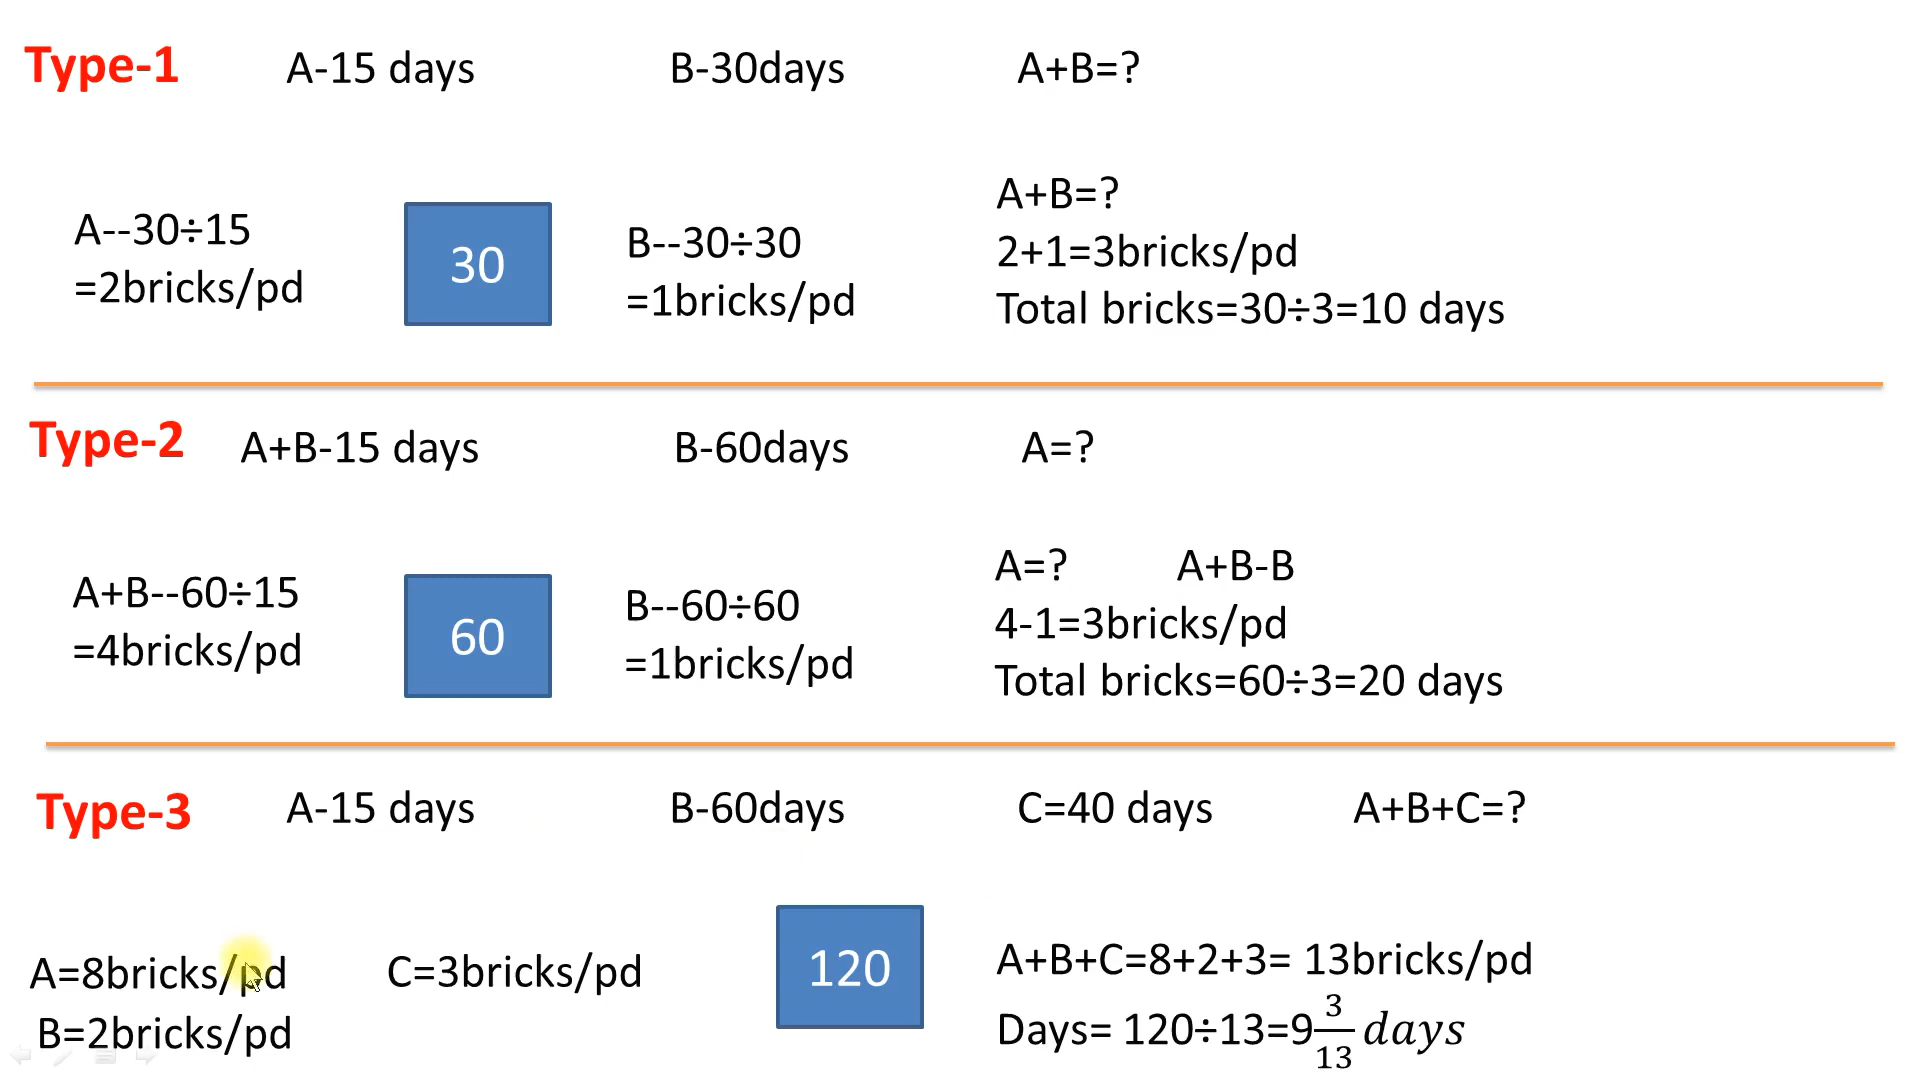 Type-1 A-15 days B-30days A+B=?
A--30÷15
=2bricks/pd
30
B--30÷30
=1bricks/pd
A+B=?
2+1=3bricks/pd
Total bricks=30÷3=10 days
Type-2 A+B-15 days B-60days A=?
A+B--60÷15
=4bricks/pd
60
B--60÷60
=1bricks/pd
A=? A+B-B
4-1=3bricks/pd
Total bricks=60÷3=20 days
Type-3 A-15 days B-60days C=40 days A+B+C=?
A=8bricks/pd
B=2bricks/pd
C=3bricks/pd
120
A+B+C=8+2+3= 13bricks/pd
Days= 120÷13=9 3/13 days